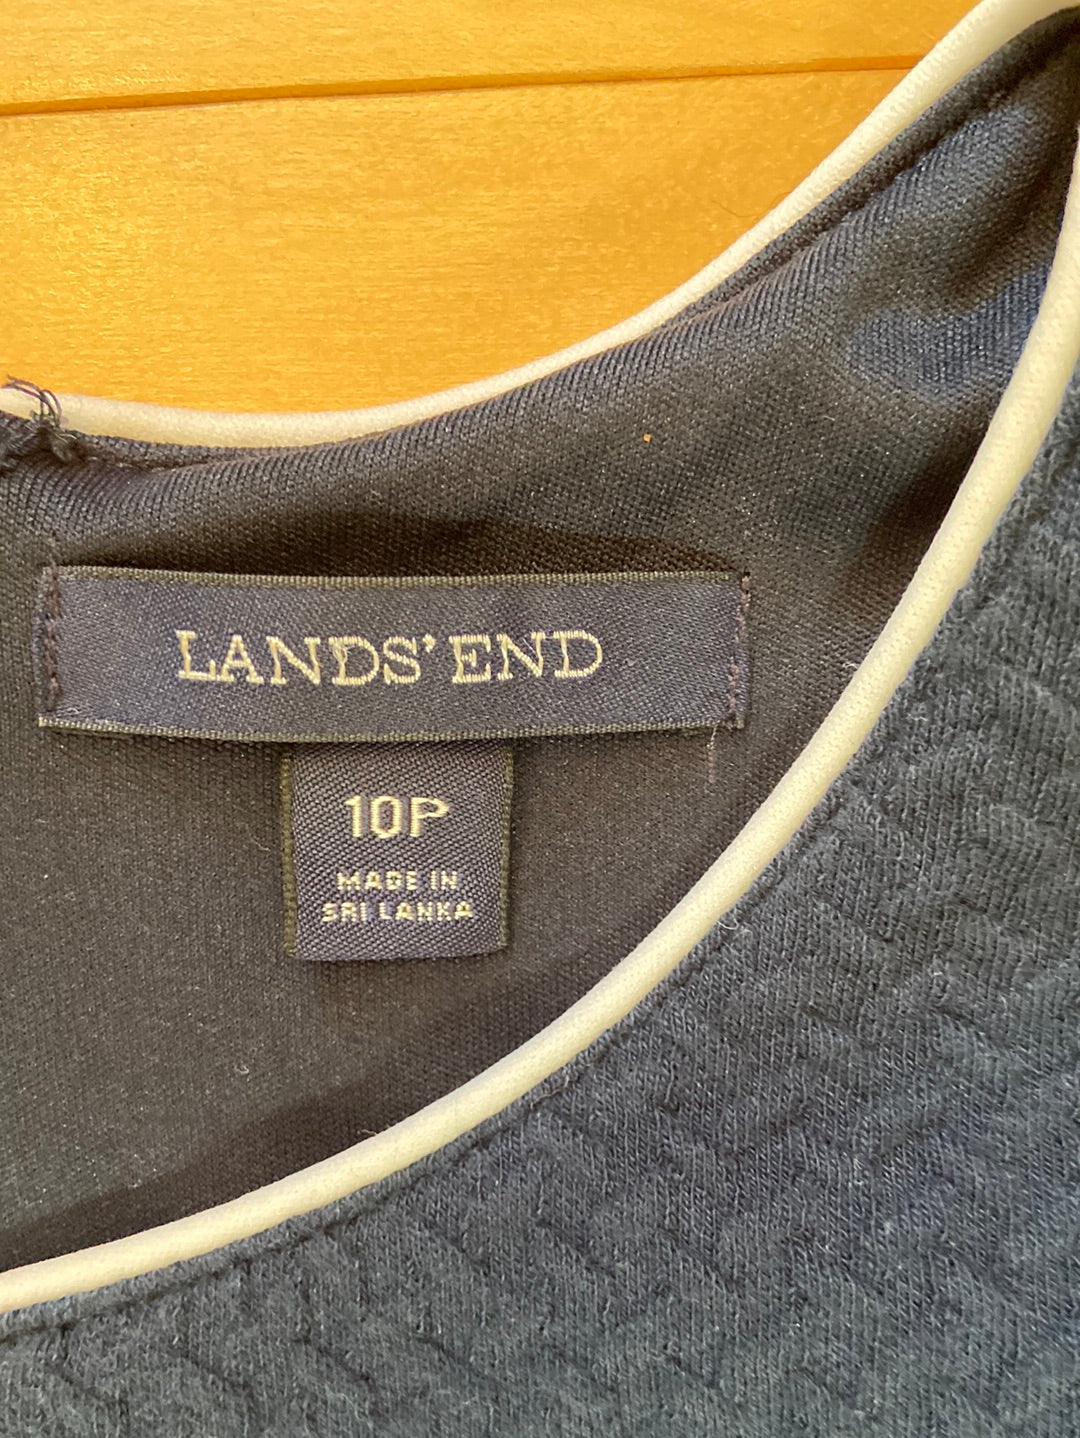 LANDS' END
10P
MADE IN
SRI LANKA